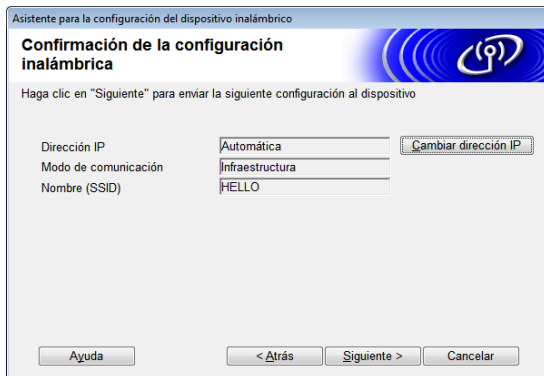 Asistente para la configuración del dispositivo inalámbrico
Confirmación de la configuración
inalámbrica
Haga clic en "Siguiente" para enviar la siguiente configuración al dispositivo
Dirección IP Automática Cambiar dirección IP
Modo de comunicación Infraestructura
Nombre (SSID) HELLO
Ayuda < Atrás Siguiente > Cancelar